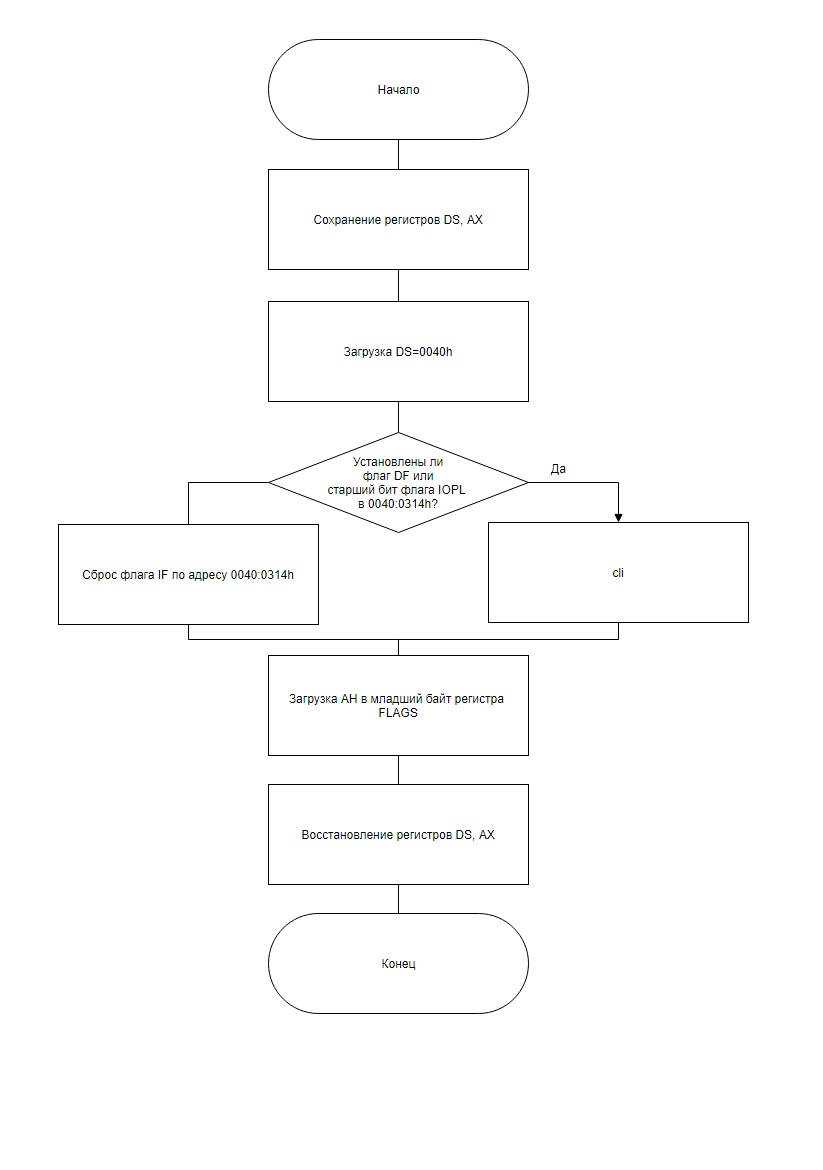 Начало
Сохранение регистров DS, AX
Загрузка DS=0040h
Установлены ли
флаг DF или
старший бит флага IOPL
в 0040:0314h?
Да
Сброс флага IF по адресу 0040:0314h
cli
Загрузка AH в младший байт регистра
FLAGS
Восстановление регистров DS, AX
Конец